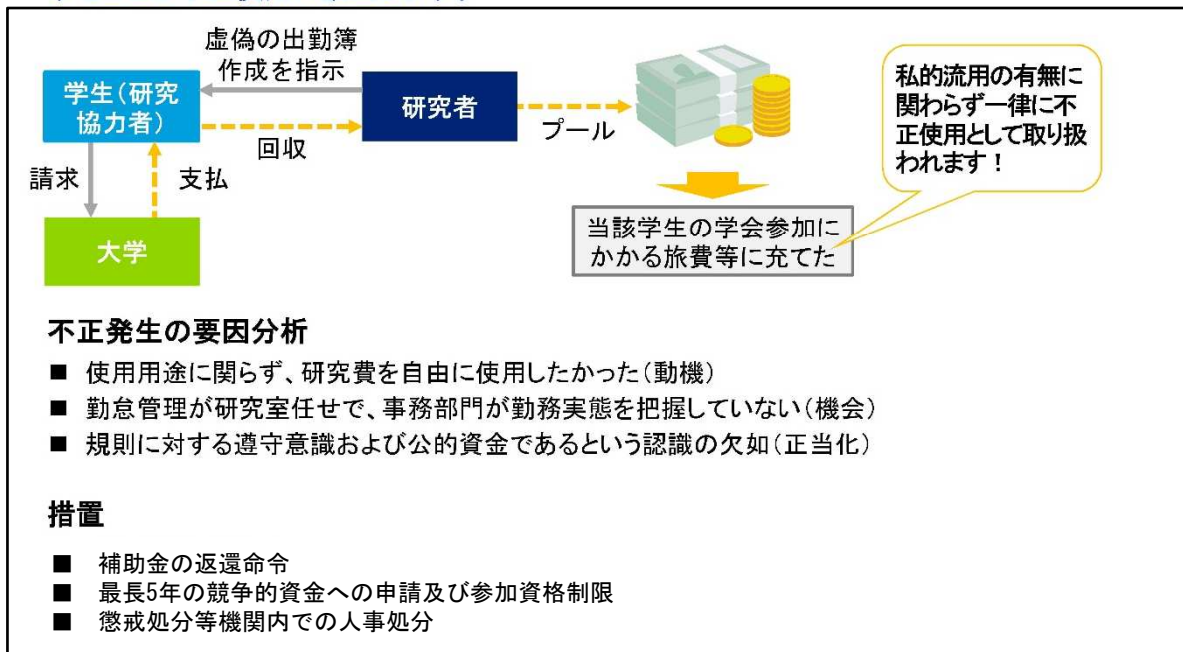 虚偽の出勤簿
作成を指示
学生(研究
協力者)
研究者
回収
プール
請求
支払
大学
私的流用の有無に
関わらず一律に不
正使用として取り扱
われます！
当該学生の学会参加に
かかる旅費等に充てた
不正発生の要因分析
■ 使用用途に関らず、研究費を自由に使用したかった(動機)
■ 勤怠管理が研究室任せで、事務部門が勤務実態を把握していない(機会)
■ 規則に対する遵守意識および公的資金であるという認識の欠如(正当化)
措置
■ 補助金の返還命令
■ 最長5年の競争的資金への申請及び参加資格制限
■ 懲戒処分等機関内での人事処分